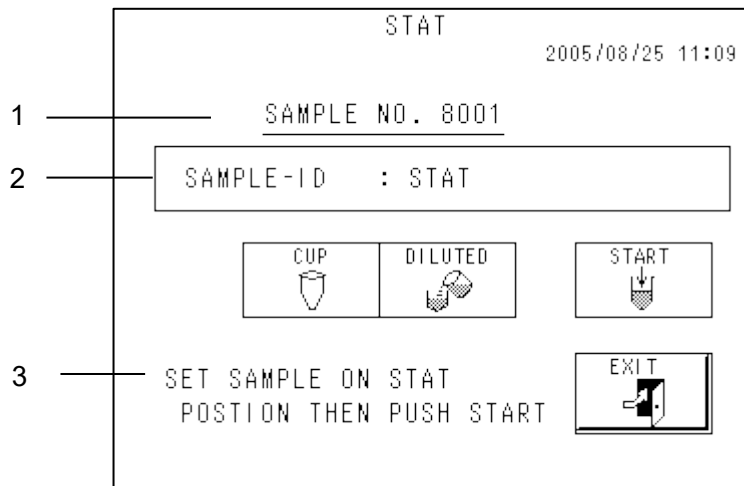 STAT
2005/08/25 11:09
1
SAMPLE NO. 8001
2
SAMPLE-ID : STAT
CUP
DILUTED
START
3
SET SAMPLE ON STAT
POSTION THEN PUSH START
EXIT